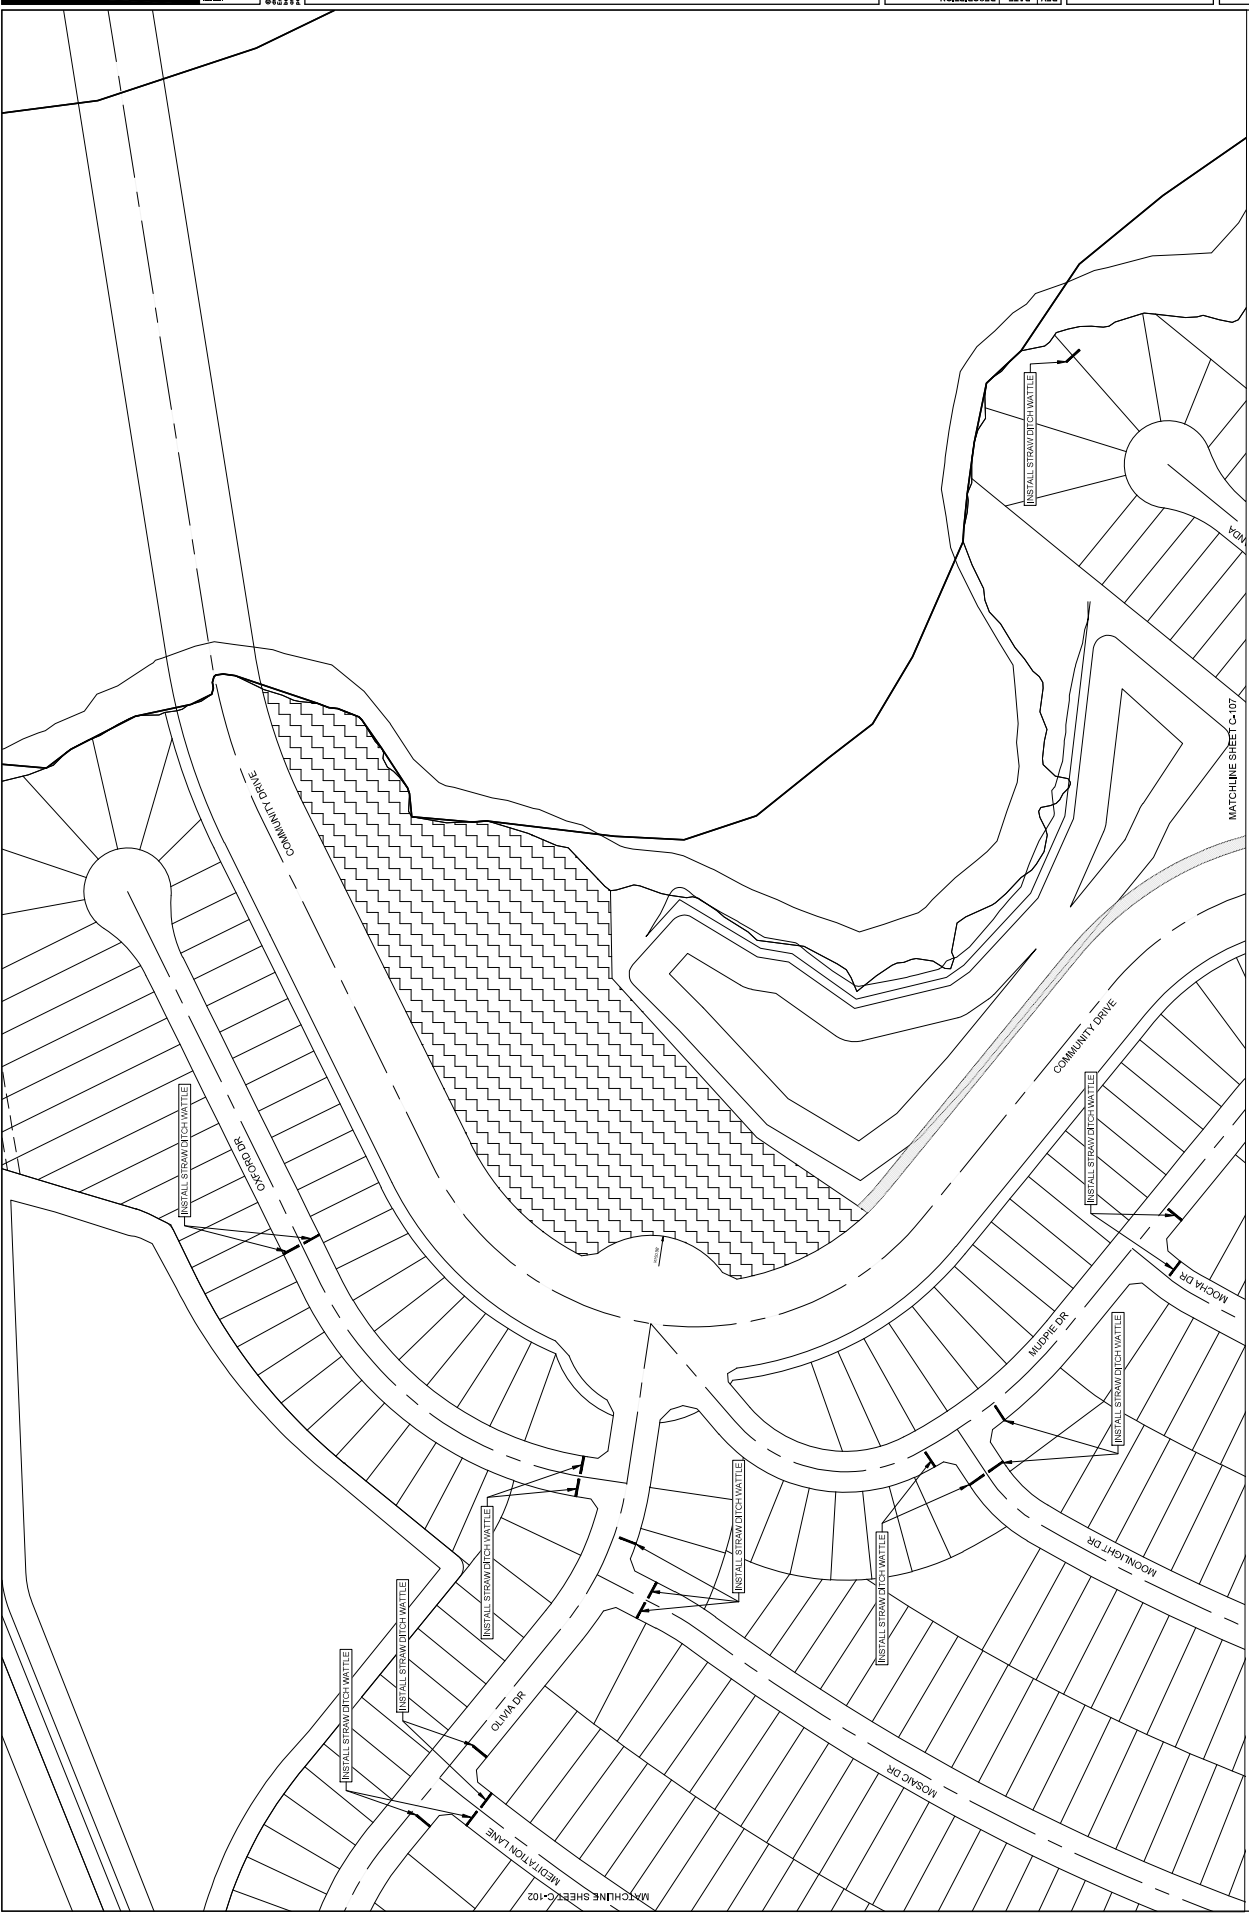 COMMUNITY DRIVE
INSTALL STRAW DITCH WATTLE
NDA
MATCHLINE SHEET C-107
OXFORD DR
INSTALL STRAW DITCH WATTLE
COMMUNITY DRIVE
INSTALL STRAW DITCH WATTLE
MOCHA DR
MUDPIE DR
INSTALL STRAW DITCH WATTLE
INSTALL STRAW DITCH WATTLE
INSTALL STRAW DITCH WATTLE
INSTALL STRAW DITCH WATTLE
MOONLIGHT DR
INSTALL STRAW DITCH WATTLE
INSTALL STRAW DITCH WATTLE
OLIVIA DR
MOSAIC DR
MEDITATION LANE
MATCHLINE SHEET C-102